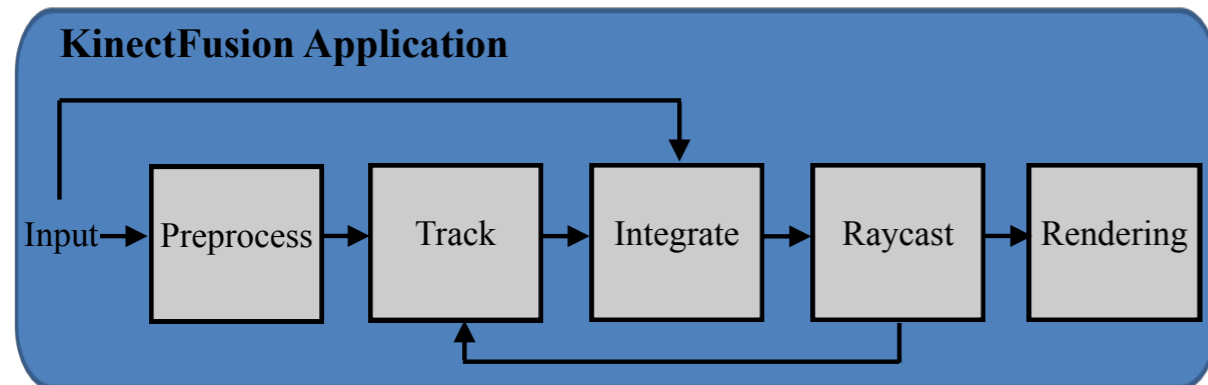 KinectFusion Application
Input
Preprocess
Track
Integrate
Raycast
Rendering